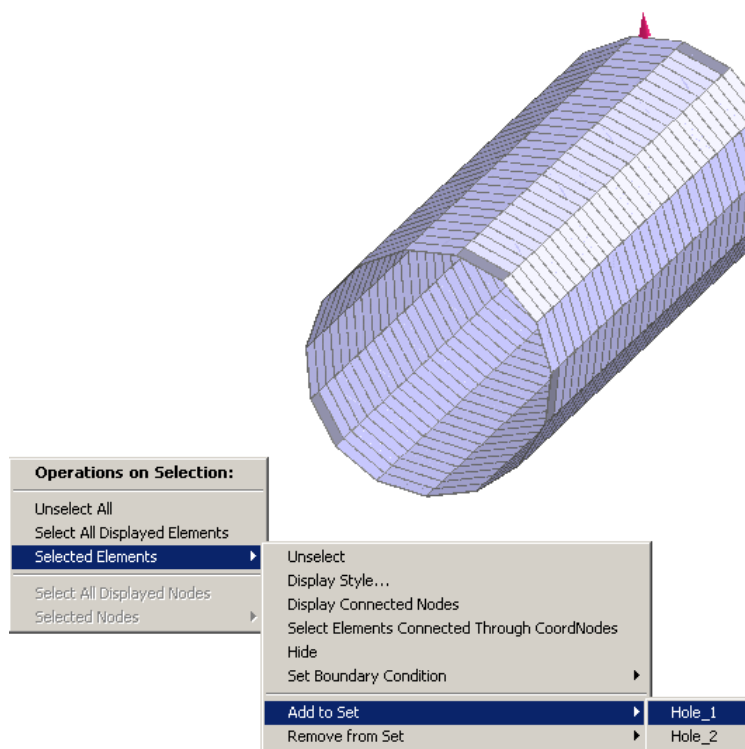 Operations on Selection:
Unselect All
Select All Displayed Elements
Selected Elements
Select All Displayed Nodes
Selected Nodes
Unselect
Display Style...
Display Connected Nodes
Select Elements Connected Through CoordNodes
Hide
Set Boundary Condition
Add to Set
Remove from Set
Hole_1
Hole_2